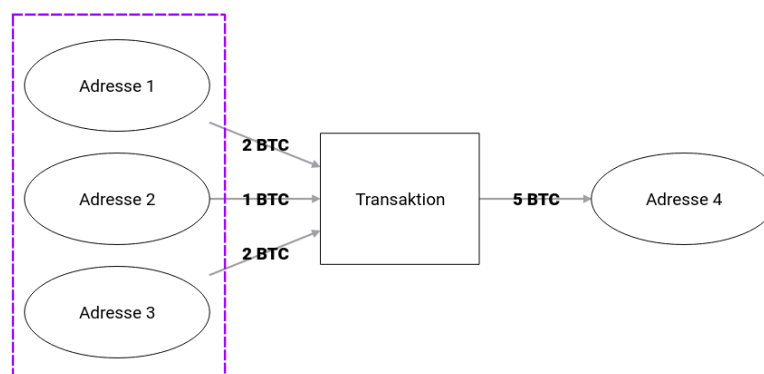 Adresse 1
2 BTC
Adresse 2
1 BTC
Transaktion
5 BTC
Adresse 4
2 BTC
Adresse 3